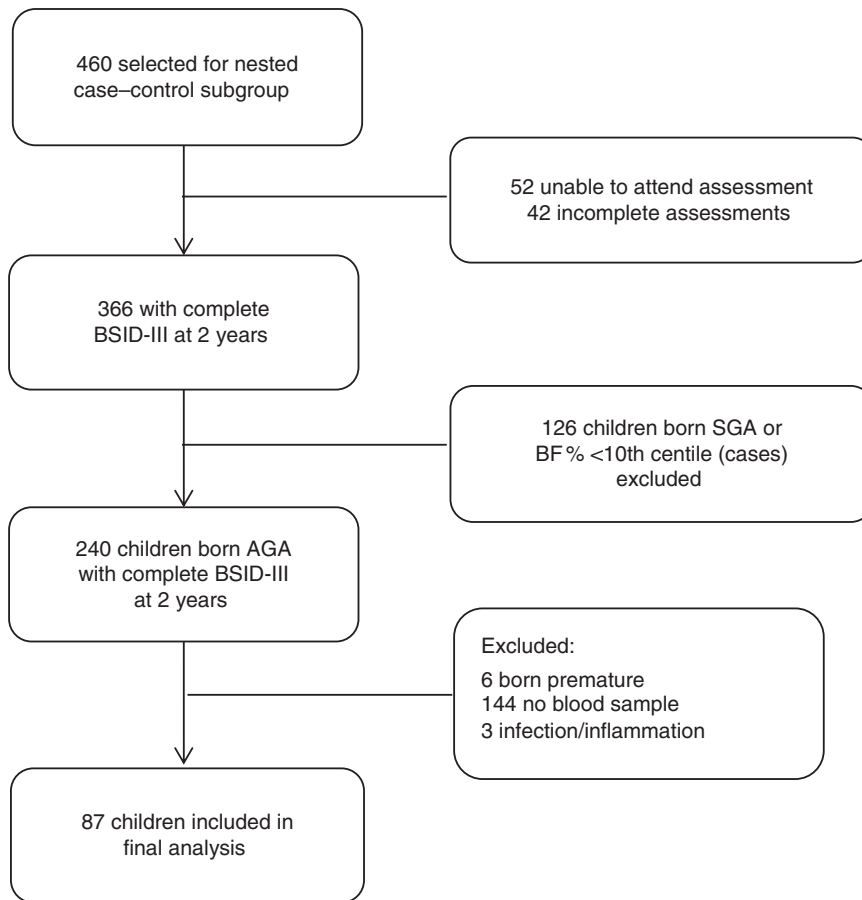 460 selected for nested
case–control subgroup
52 unable to attend assessment
42 incomplete assessments
366 with complete
BSID-III at 2 years
126 children born SGA or
BF% <10th centile (cases)
excluded
240 children born AGA
with complete BSID-III
at 2 years
Excluded:
6 born premature
144 no blood sample
3 infection/inflammation
87 children included in
final analysis